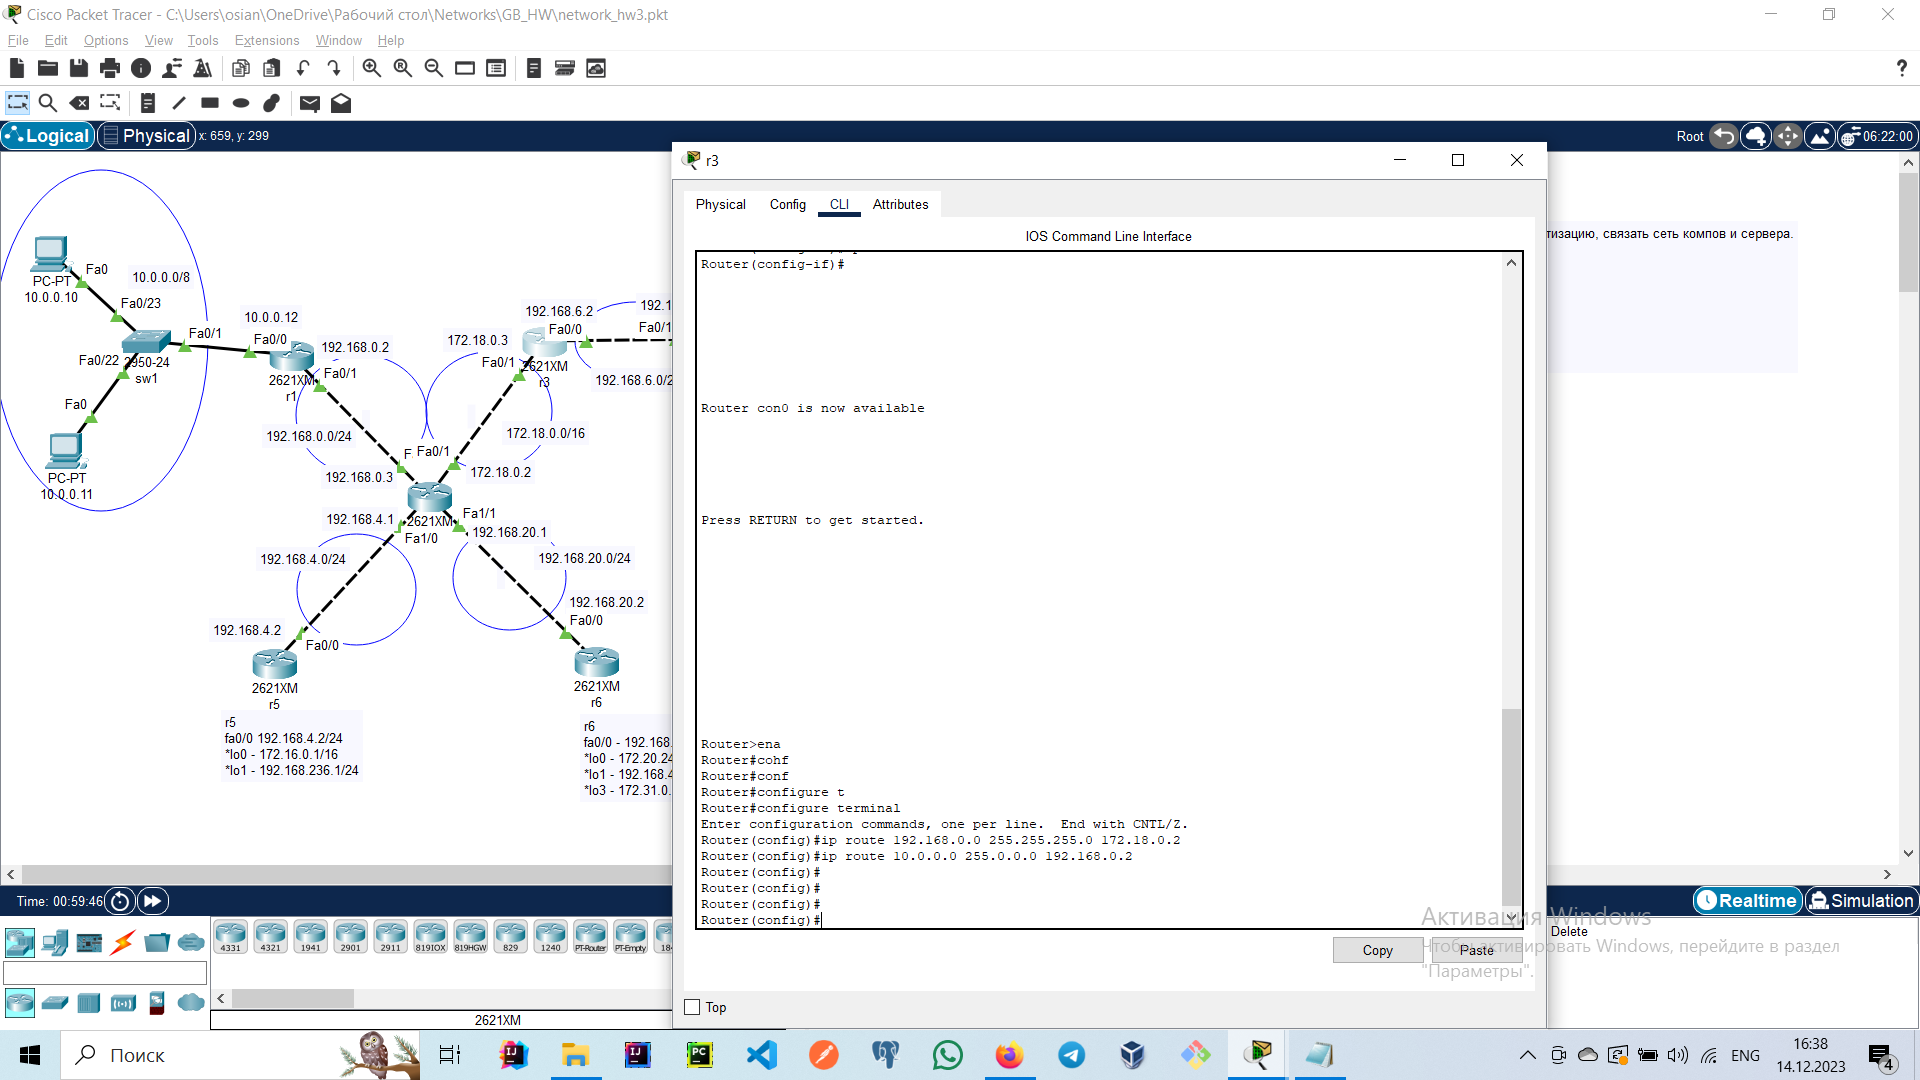 Cisco Packet Tracer - C:\Users\osian\OneDrive\Рабочий стол\Networks\GB_HW\network_hw3.pkt
File Edit Options View Tools Extensions Window Help
?
Logical Physical x: 659, y: 299
Root 06:22:00
PC-PT
10.0.0.10
Fa0
10.0.0.0/8
Fa0/23
Fa0/1
Fa0/22
2950-24
sw1
Fa0
PC-PT
10.0.0.11
10.0.0.12
Fa0/0
192.168.0.2
Fa0/1
2621XM
r1
192.168.0.0/24
192.168.0.3
F
Fa0/1
172.18.0.2
172.18.0.0/16
172.18.0.3
Fa0/1
192.168.6.2
Fa0/0
2621XM
r3
192.1
Fa0/1
192.168.6.0/2
192.168.4.1
2621XM
Fa1/0
Fa1/1
192.168.20.1
192.168.4.0/24
192.168.20.0/24
192.168.4.2
Fa0/0
2621XM
r5
192.168.20.2
Fa0/0
2621XM
r6
r5
fa0/0 192.168.4.2/24
*lo0 - 172.16.0.1/16
*lo1 - 192.168.236.1/24
r6
fa0/0 - 192.168.
*lo0 - 172.20.24
*lo1 - 192.168.4
*lo3 - 172.31.0.
тизацию, связать сеть компов и сервера.
r3
Physical Config CLI Attributes
IOS Command Line Interface
Router(config-if)#
Router con0 is now available
Press RETURN to get started.
Router>ena
Router#cohf
Router#conf
Router#configure t
Router#configure terminal
Enter configuration commands, one per line.  End with CNTL/Z.
Router(config)#ip route 192.168.0.0 255.255.255.0 172.18.0.2
Router(config)#ip route 10.0.0.0 255.0.0.0 192.168.0.2
Router(config)#
Router(config)#
Router(config)#
Router(config)#
Copy Paste
Top
Активация Windows
Чтобы активировать Windows, перейдите в раздел
"Параметры".
Time: 00:59:46
Realtime Simulation
Delete
4331 4321 1941 2901 2911 819IOX 819HGW 829 1240 PT-Router PT-Empty 184
2621XM
Поиск
ENG
16:38
14.12.2023
4